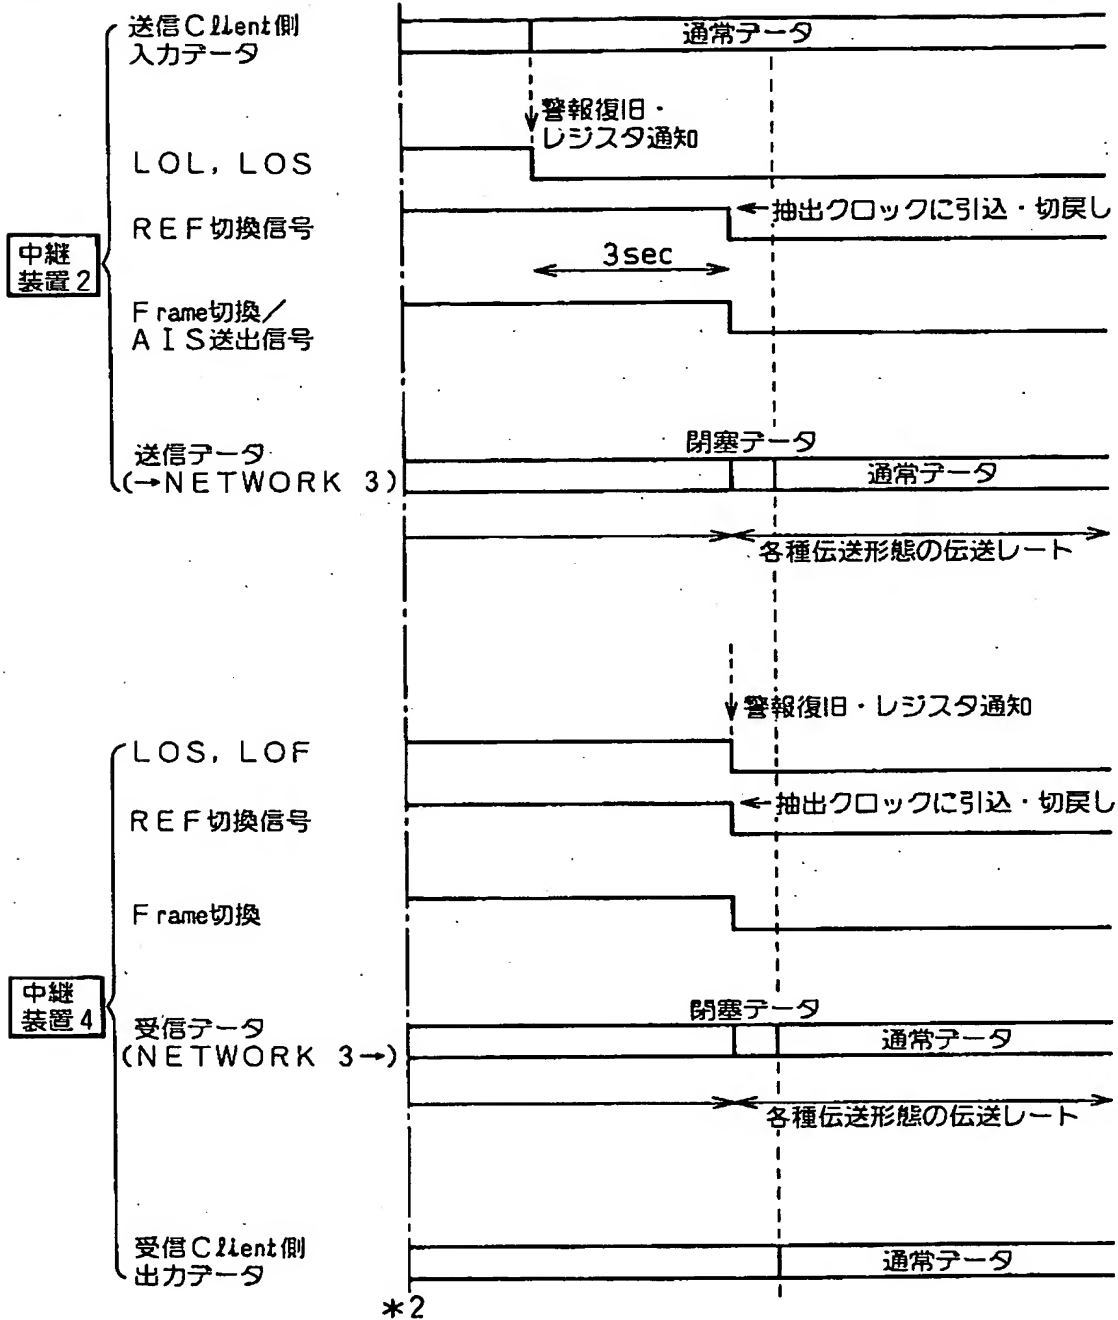 送信Client側
入力データ
通常データ
警報復旧・
レジスタ通知
LOL, LOS
REF切換信号
抽出クロックに引込・切戻し
中継
装置2
3sec
Frame切換/
AIS送出信号
送信データ
(→NETWORK 3)
閉塞データ
通常データ
各種伝送形態の伝送レート
警報復旧・レジスタ通知
LOS, LOF
REF切換信号
抽出クロックに引込・切戻し
Frame切換
中継
装置4
受信データ
(NETWORK 3→)
閉塞データ
通常データ
各種伝送形態の伝送レート
受信Client側
出力データ
通常データ
*2